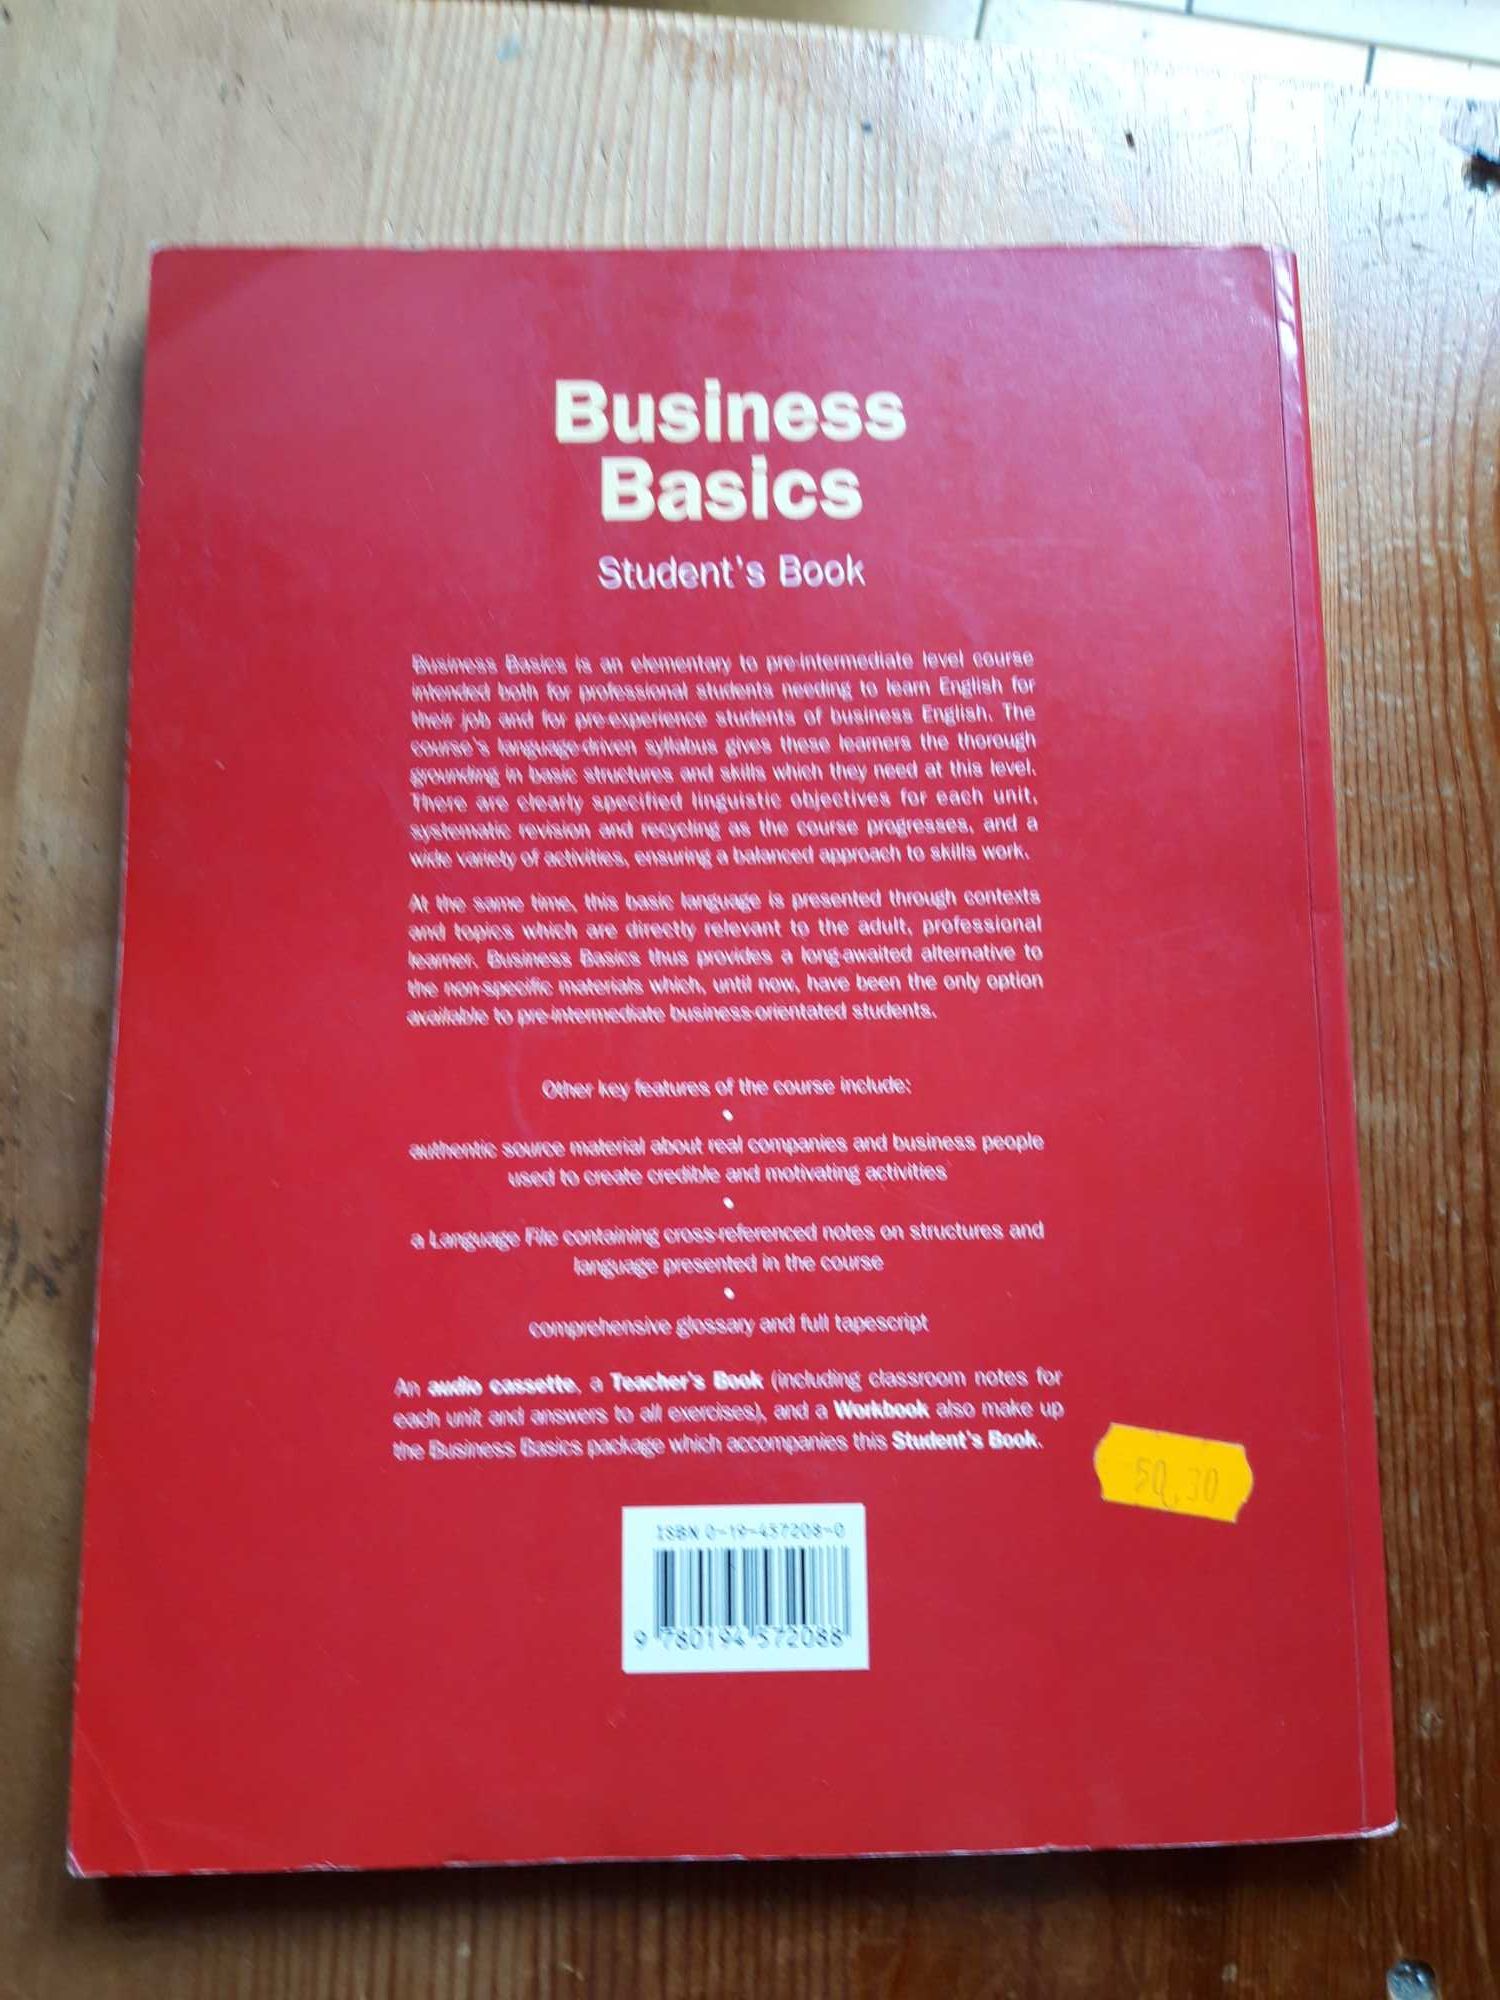 Business
Basics
Student's Book
Business Basics is an elementary to pre-intermediate level course
intended both for professional students needing to learn English for
their job and for pre-experience students of business English. The
course's language-driven syllabus gives these learners the thorough
grounding in basic structures and skills which they need at this level.
There are clearly specified linguistic objectives for each unit,
systematic revision and recycling as the course progresses, and a
wide variety of activities, ensuring a balanced approach to skills work.
At the same time, this basic language is presented through contexts
and topics which are directly relevant to the adult, professional
learner. Business Basics thus provides a long-awaited alternative to
the non-specific materials which, until now, have been the only option
available to pre-intermediate business-orientated students.
Other key features of the course include:
•
authentic source material about real companies and business people
used to create credible and motivating activities
•
a Language File containing cross-referenced notes on structures and
language presented in the course
•
comprehensive glossary and full tapescript
An audio cassette, a Teacher's Book (including classroom notes for
each unit and answers to all exercises), and a Workbook also make up
the Business Basics package which accompanies this Student's Book.
50,30
ISBN 0-19-457208-0
9 780194 572088